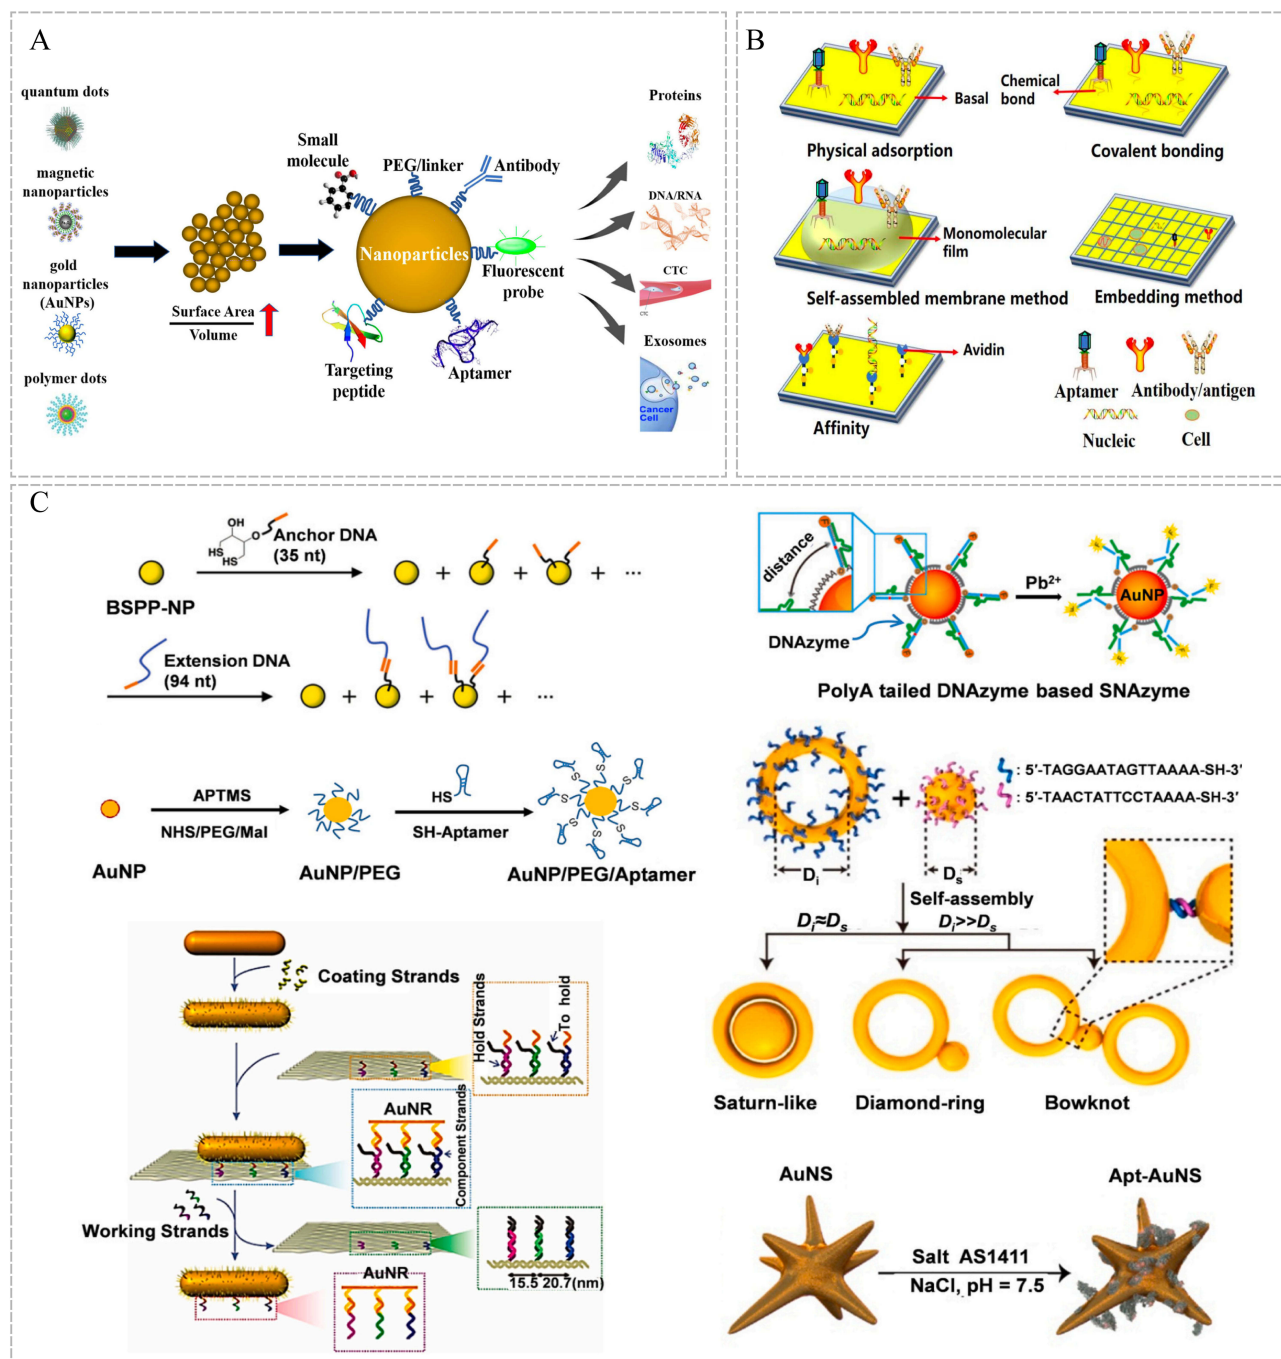 A
quantum dots
magnetic
nanoparticles
gold
nanoparticles
(AuNPs)
polymer dots
Surface Area
Volume
Small
molecule
PEG/linker
Antibody
Nanoparticles
Fluorescent
probe
Targeting
peptide
Aptamer
Proteins
DNA/RNA
CTC
CTC
Exosomes
Cancer
Cell
B
Basal
Physical adsorption
Chemical
bond
Covalent bonding
Monomolecular
film
Self-assembled membrane method
Embedding method
Avidin
Affinity
Aptamer
Antibody/antigen
Nucleic
Cell
C
OH
O
HS
HS
Anchor DNA
(35 nt)
BSPP-NP
+ + + ...
Extension DNA
(94 nt)
+ + + ...
APTMS
NHS/PEG/Mal
HS
SH-Aptamer
S S S S S S S S
AuNP
AuNP/PEG
AuNP/PEG/Aptamer
Coating Strands
Hold Strands
To hold
AuNR
Component Strands
Working Strands
15.5 20.7(nm)
AuNR
distance
DNAzyme
Pb²⁺
AuNP
PolyA tailed DNAzyme based SNAzyme
+
: 5′-TAGGAATAGTTAAAA-SH-3′
: 5′-TAACTATTCCTAAAA-SH-3′
Di
Ds
Self-assembly
Di≈Ds
Di>>Ds
Saturn-like
Diamond-ring
Bowknot
AuNS
Apt-AuNS
Salt AS1411
NaCl, pH = 7.5